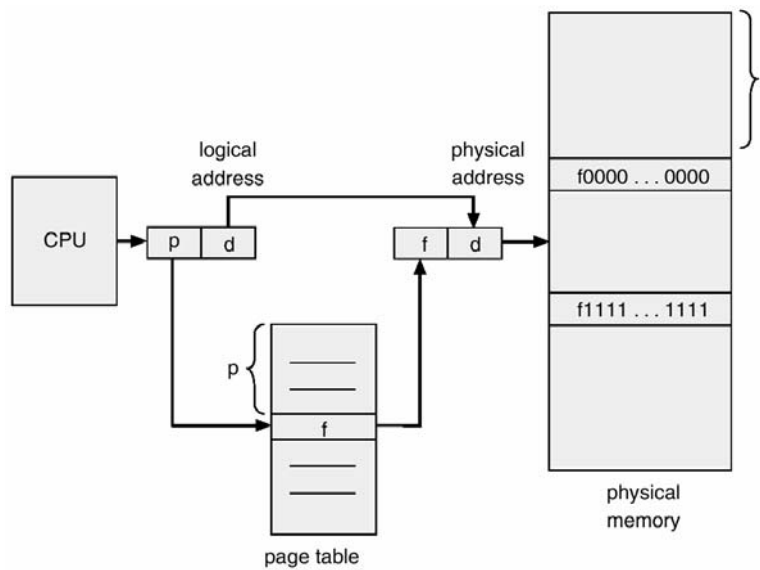 logical
address
physical
address
f0000 . . . 0000
CPU
p
d
f
d
f1111 . . . 1111
p
f
physical
memory
page table